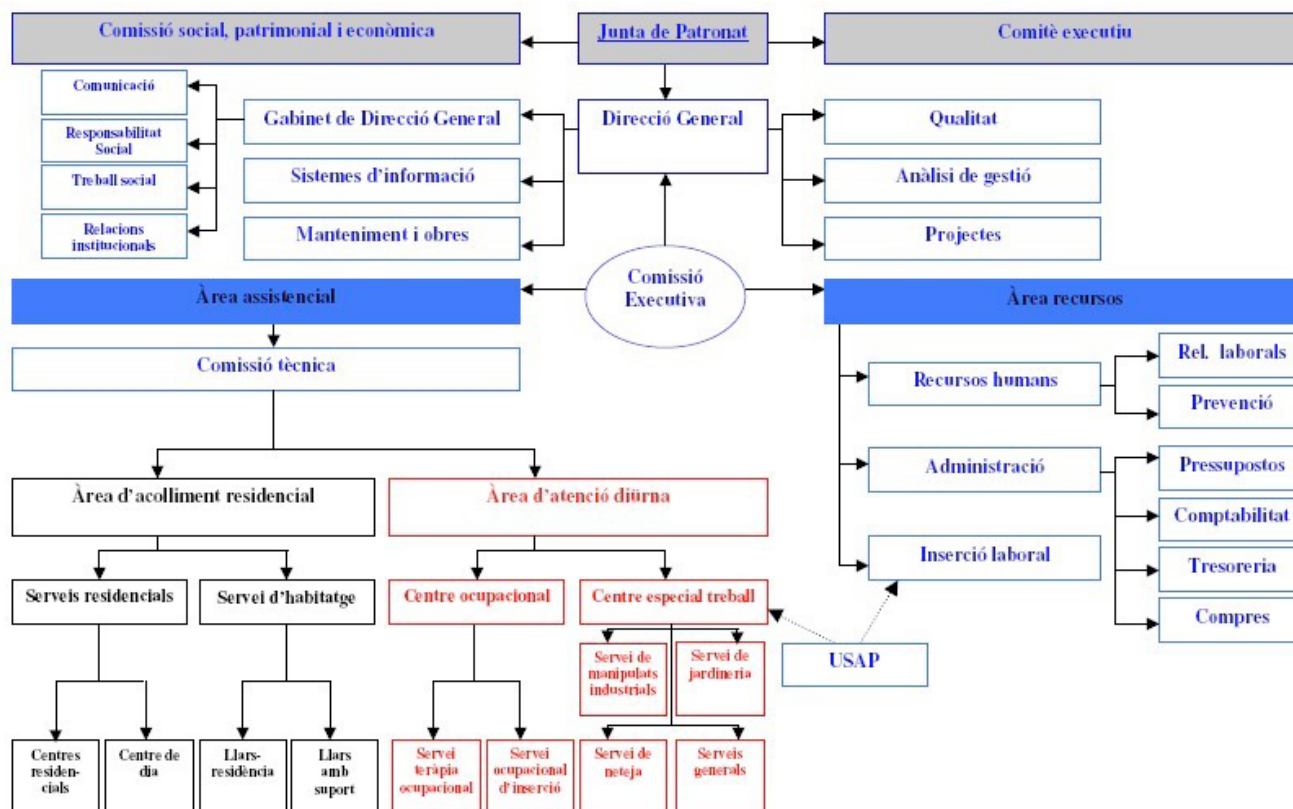 Comissió social, patrimonial i econòmica
Junta de Patronat
Comitè executiu
Comunicació
Responsabilitat
Social
Treball social
Relacions
institucionals
Gabinet de Direcció General
Sistemes d'informació
Manteniment i obres
Direcció General
Qualitat
Anàlisi de gestió
Projectes
Comissió
Executiva
Àrea assistencial
Àrea recursos
Comissió tècnica
Recursos humans
Rel. laborals
Prevenció
Administració
Pressupostos
Comptabilitat
Tresoreria
Compres
Inserció laboral
Àrea d'acolliment residencial
Àrea d'atenció diürna
Serveis residencials
Servei d'habitatge
Centre ocupacional
Centre especial treball
USAP
Servei de
manipulats
industrials
Servei de
jardineria
Centres
residen-
cials
Centre de
dia
Llars-
residència
Llars
amb
suport
Servei
teràpia
ocupacional
Servei
ocupacional
d'inserció
Servei de
neteja
Serveis
generals